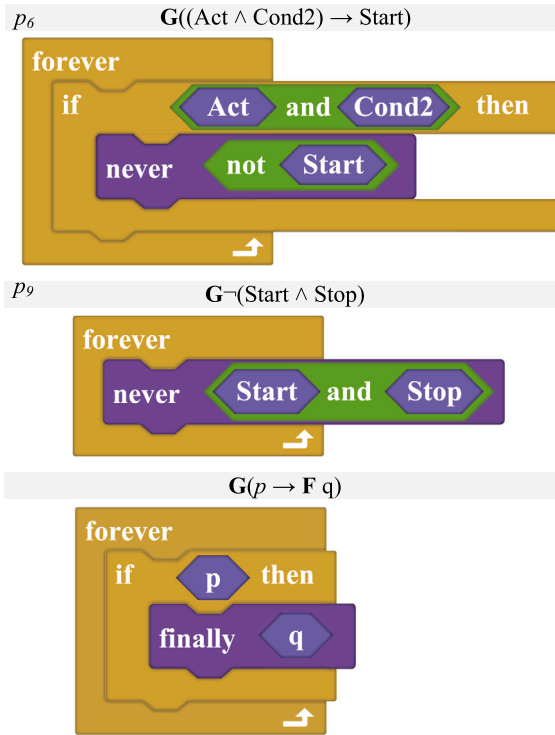 p₆ G((Act ∧ Cond2) → Start)
forever
if Act and Cond2 then
never not Start
p₉ G¬(Start ∧ Stop)
forever
never Start and Stop
G(p → F q)
forever
if p then
finally q